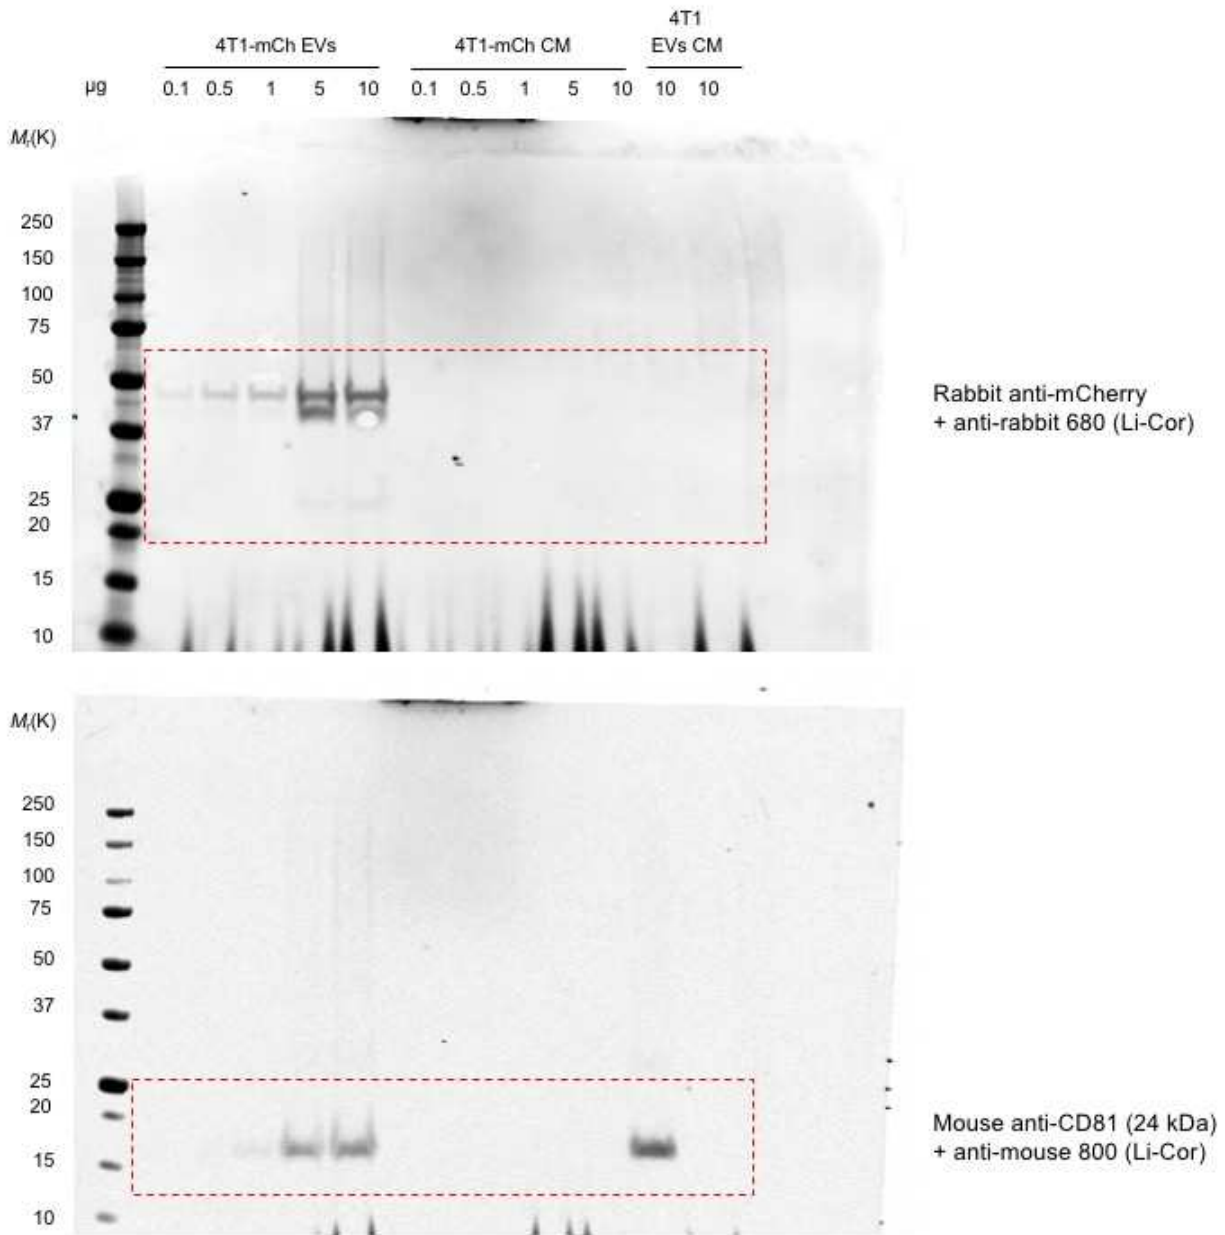 4T1
4T1-mCh EVs 4T1-mCh CM EVs CM
µg 0.1 0.5 1 5 10 0.1 0.5 1 5 10 10 10
Mr(K)
250
150
100
75
50
37
25
20
15
10
Rabbit anti-mCherry
+ anti-rabbit 680 (Li-Cor)
Mr(K)
250
150
100
75
50
37
25
20
15
10
Mouse anti-CD81 (24 kDa)
+ anti-mouse 800 (Li-Cor)